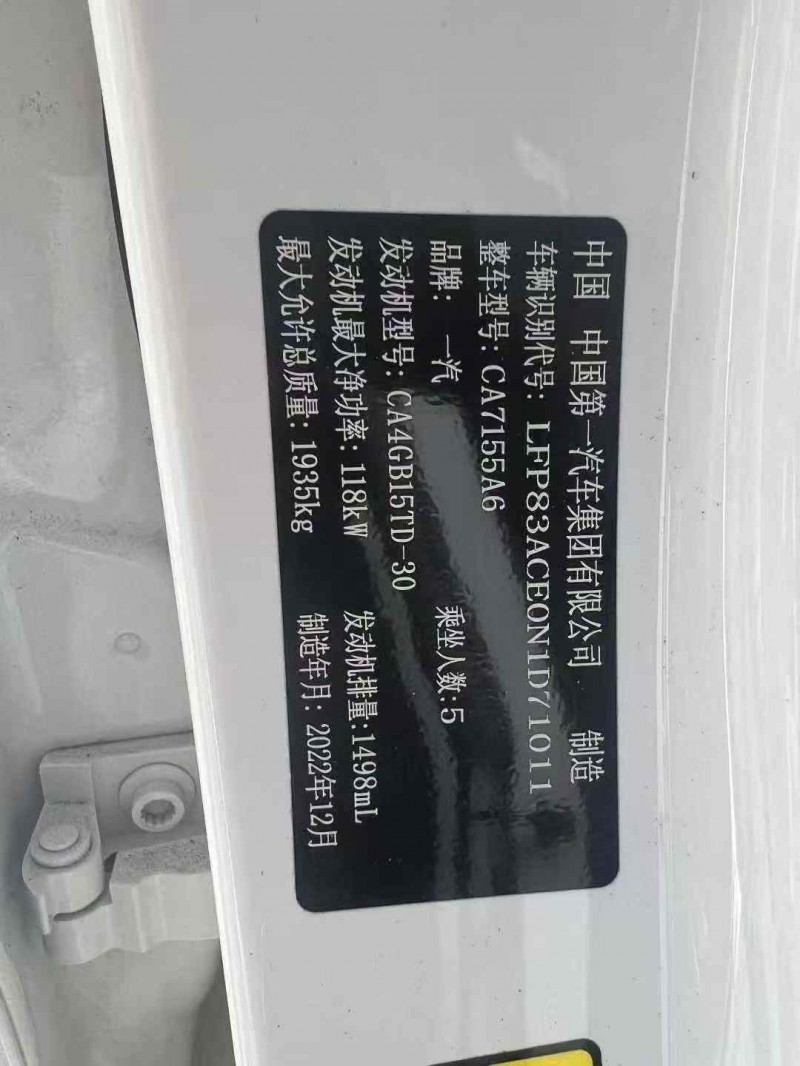 中国 中国第一汽车集团有限公司 制造
车辆识别代号: LFP83ACE0N1D71011
整车型号: CA7155A6
品牌: 一汽 乘坐人数:5
发动机型号: CA4GB15TD-30
发动机最大净功率: 118kW 发动机排量:1498mL
最大允许总质量: 1935kg 制造年月: 2022年12月